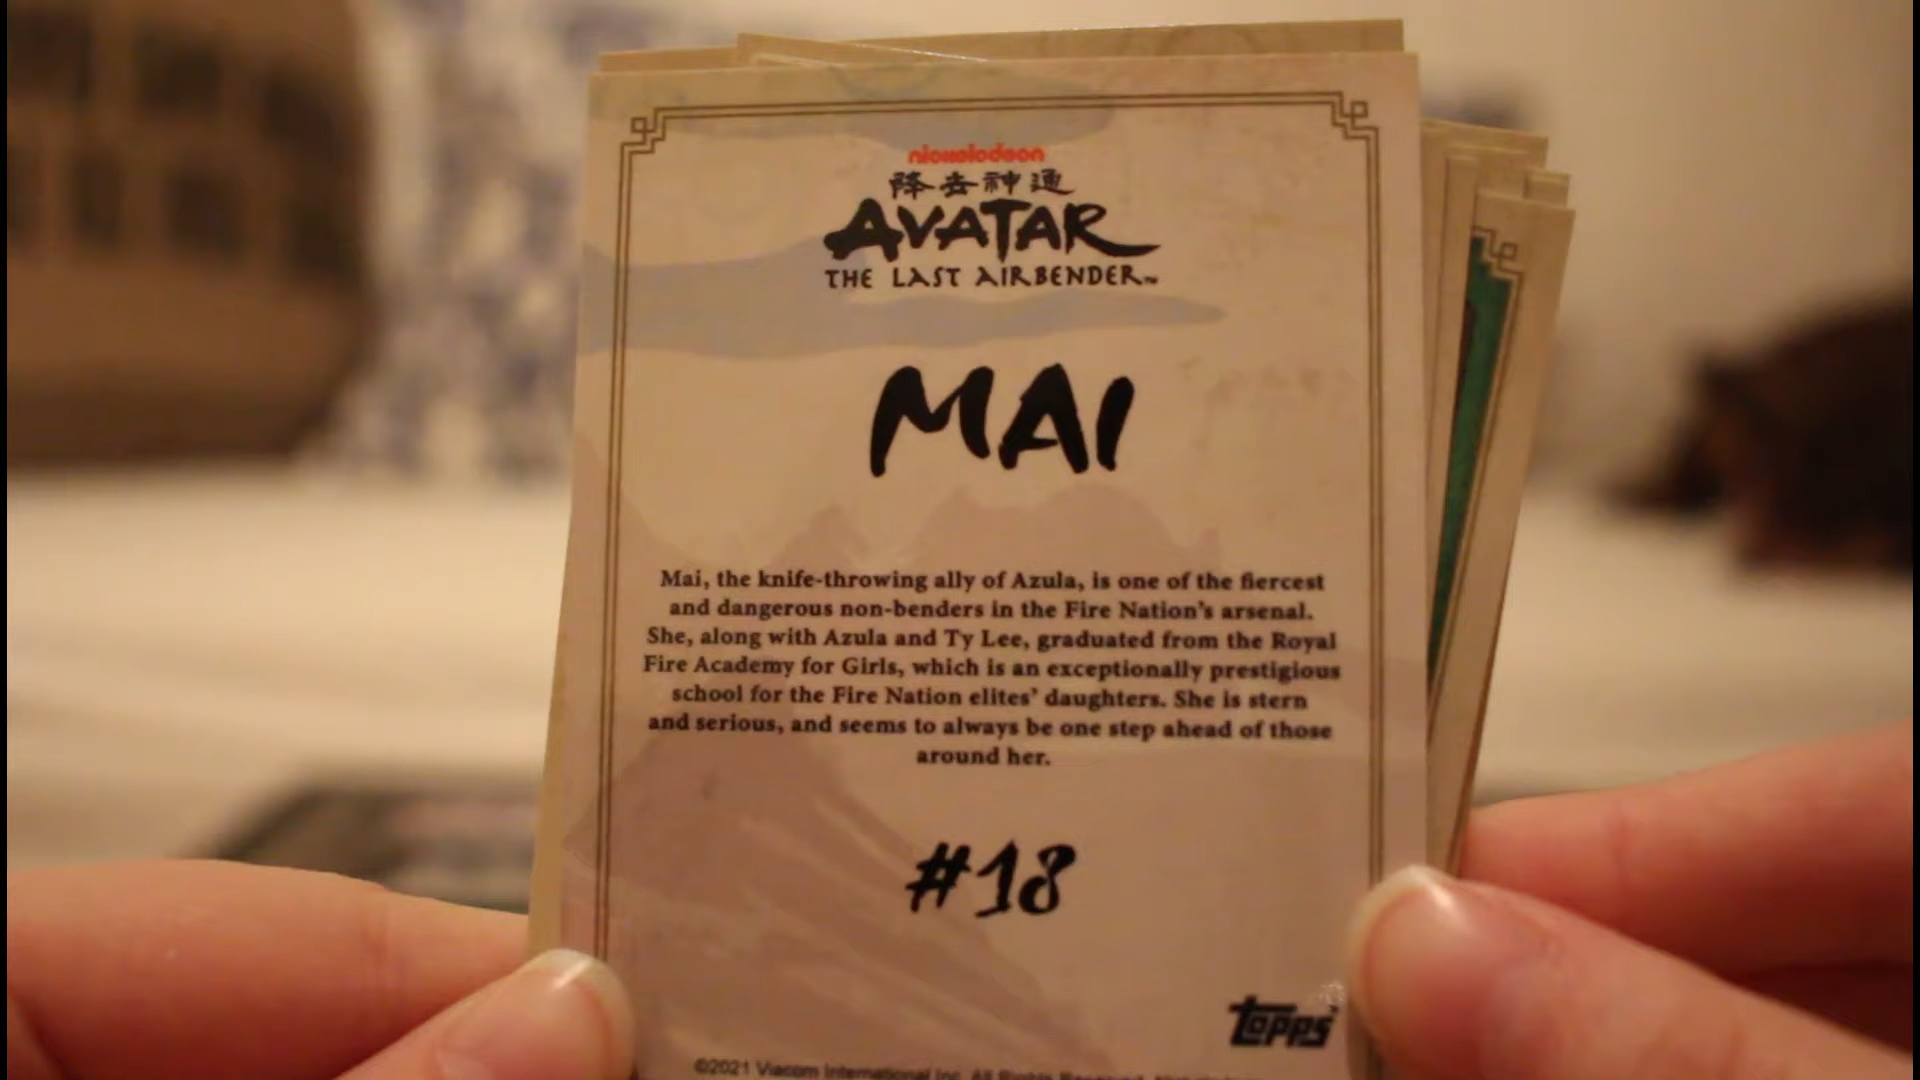 nickelodeon
降去神通
AVATAR
THE LAST AIRBENDER™
MAI
Mai, the knife-throwing ally of Azula, is one of the fiercest
and dangerous non-benders in the Fire Nation's arsenal.
She, along with Azula and Ty Lee, graduated from the Royal
Fire Academy for Girls, which is an exceptionally prestigious
school for the Fire Nation elites' daughters. She is stern
and serious, and seems to always be one step ahead of those
around her.
#18
Topps
©2021 Viacom International Inc. All Rights Reserved.